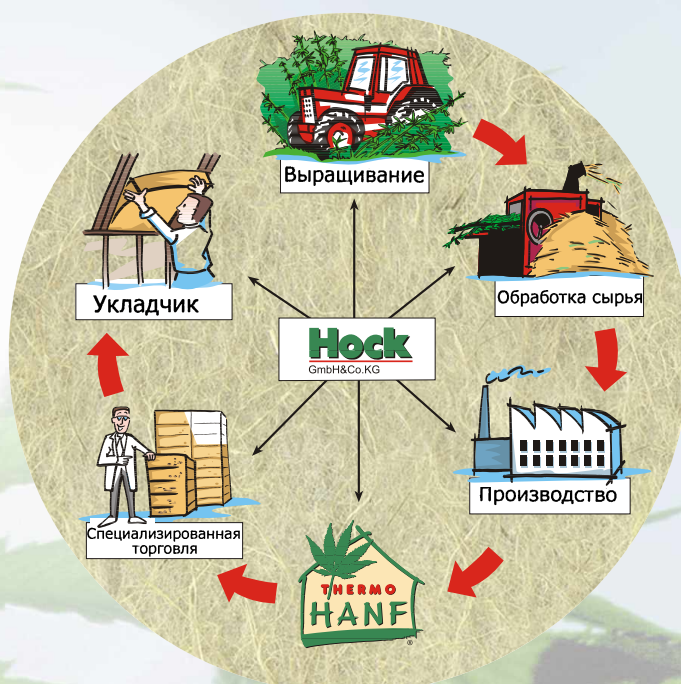 Выращивание
Укладчик
Обработка сырья
Hock
GmbH&Co.KG
Производство
Специализированная
торговля
THERMO
HANF
®